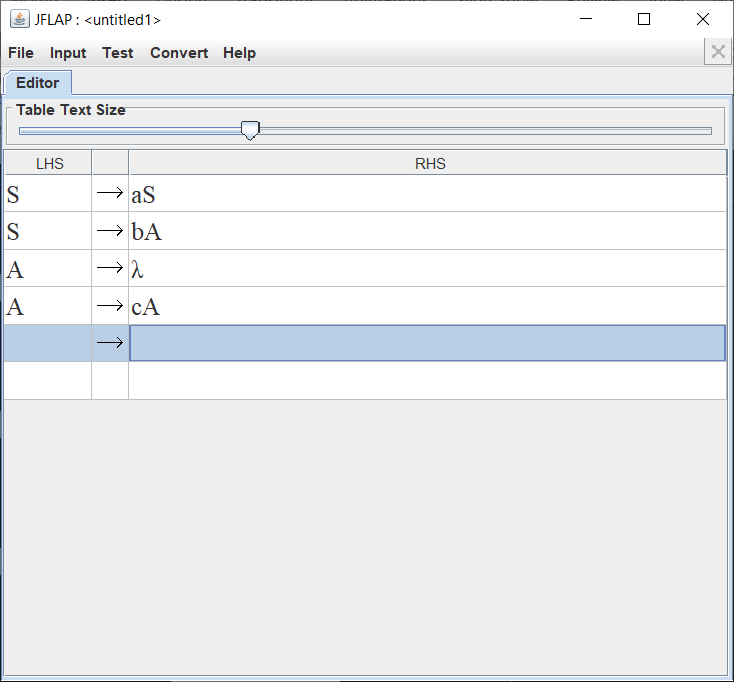 JFLAP : <untitled1>
File Input Test Convert Help
Editor
Table Text Size
LHS RHS
S → aS
S → bA
A → λ
A → cA
→